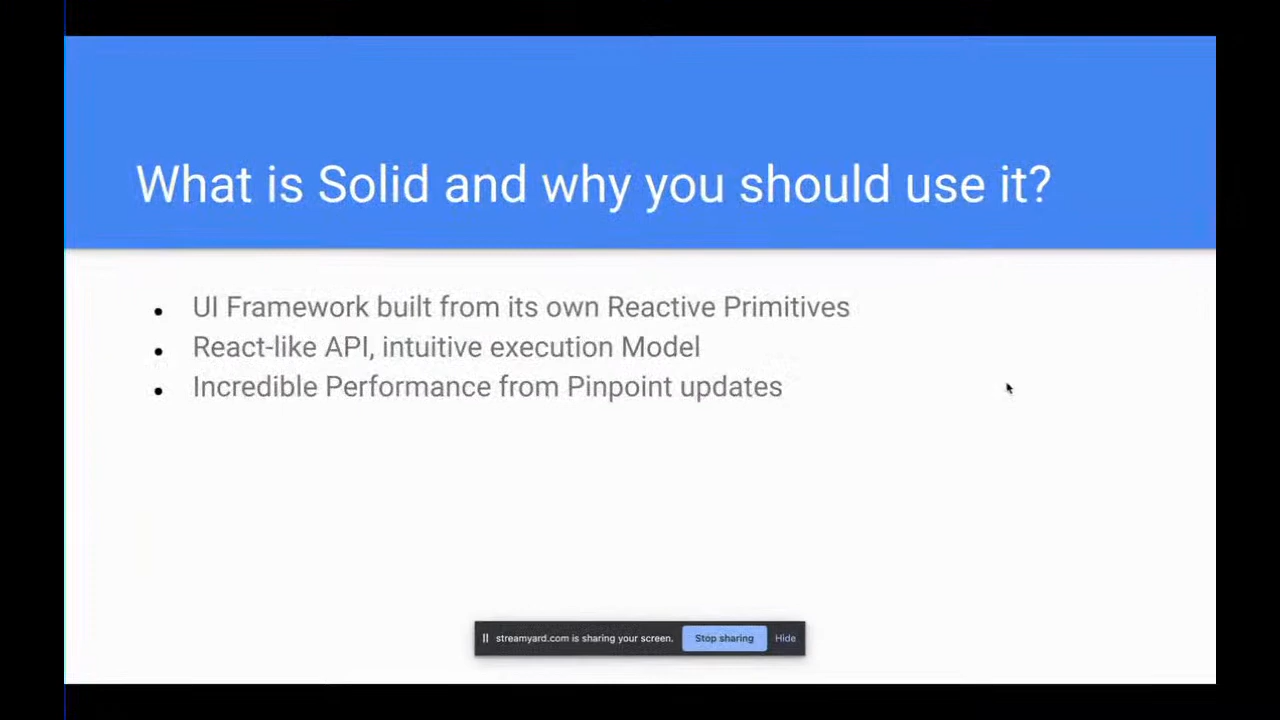 What is Solid and why you should use it?
UI Framework built from its own Reactive Primitives
React-like API, intuitive execution Model
Incredible Performance from Pinpoint updates
streamyard.com is sharing your screen. Stop sharing Hide